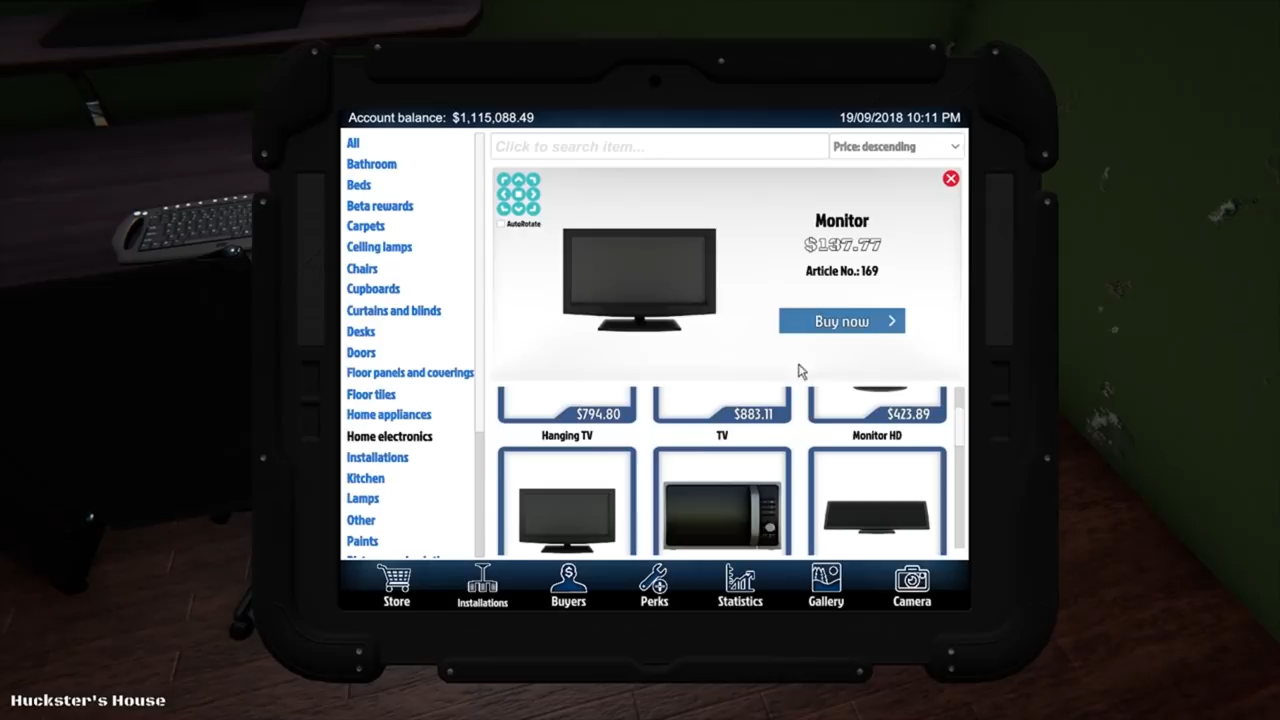 Account balance: $1,115,088.49
19/09/2018 10:11 PM
All
Bathroom
Beds
Beta rewards
Carpets
Ceiling lamps
Chairs
Cupboards
Curtains and blinds
Desks
Doors
Floor panels and coverings
Floor tiles
Home appliances
Home electronics
Installations
Kitchen
Lamps
Other
Paints
Click to search item...
Price: descending
AutoRotate
Monitor
$137.77
Article No.: 169
Buy now
$794.80
$883.11
$423.89
Hanging TV
TV
Monitor HD
Store
Installations
Buyers
Perks
Statistics
Gallery
Camera
Huckster's House